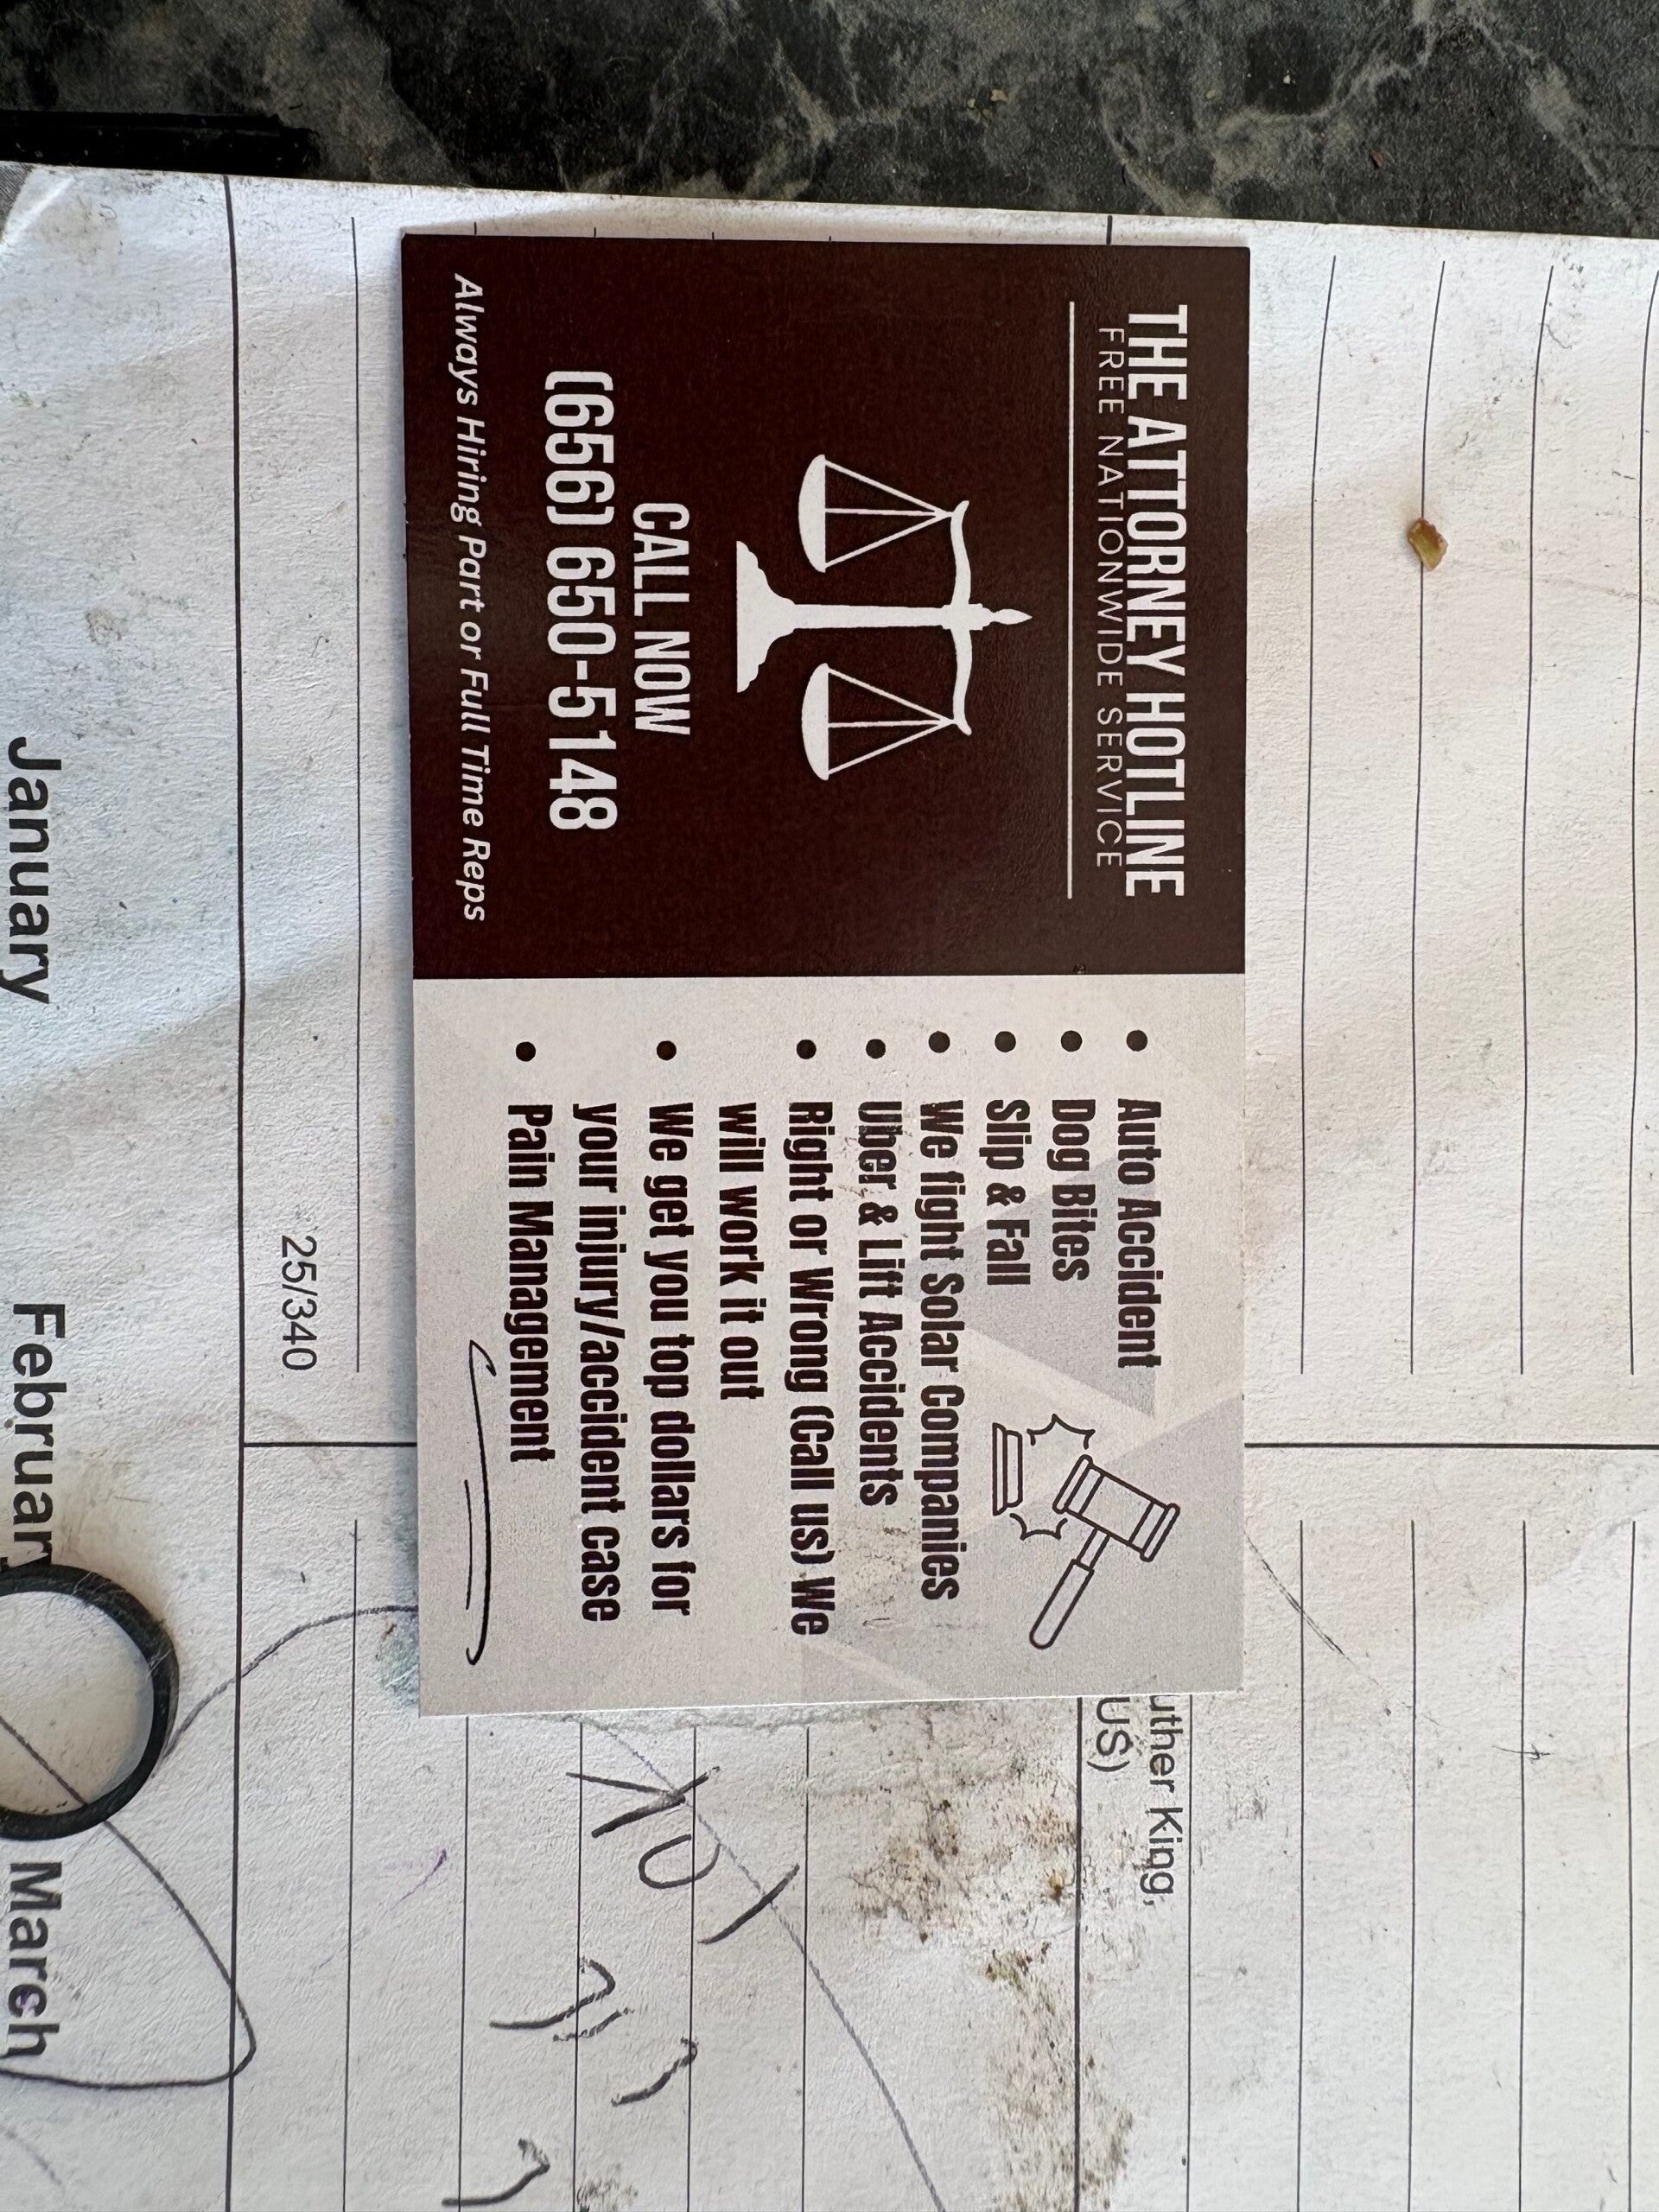 THE ATTORNEY HOTLINE
FREE NATIONWIDE SERVICE
CALL NOW
(656) 650-5148
Always Hiring Part or Full Time Reps
• Auto Accident
• Dog Bites
• Slip & Fall
• We fight Solar Companies
• Uber & Lift Accidents
• Right or Wrong (Call us) We
will work it out
• We get you top dollars for
your injury/accident case
• Pain Management
uther King,
US)
25/340
January
February
March